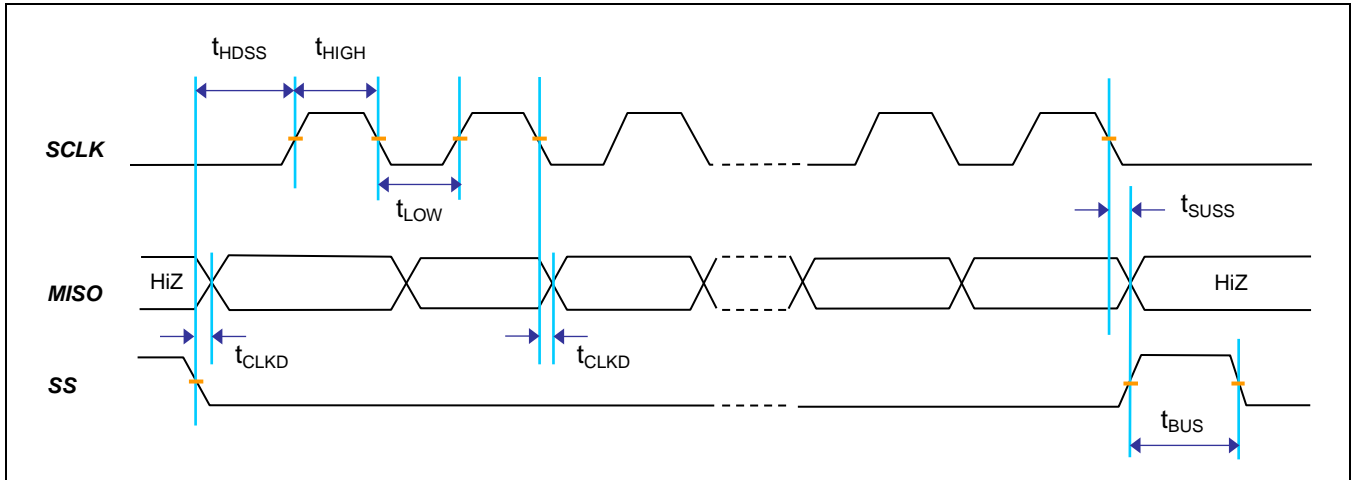 tHDSS tHIGH
SCLK
tLOW
tSUSS
HiZ HiZ
MISO
tCLKD tCLKD
SS
tBUS